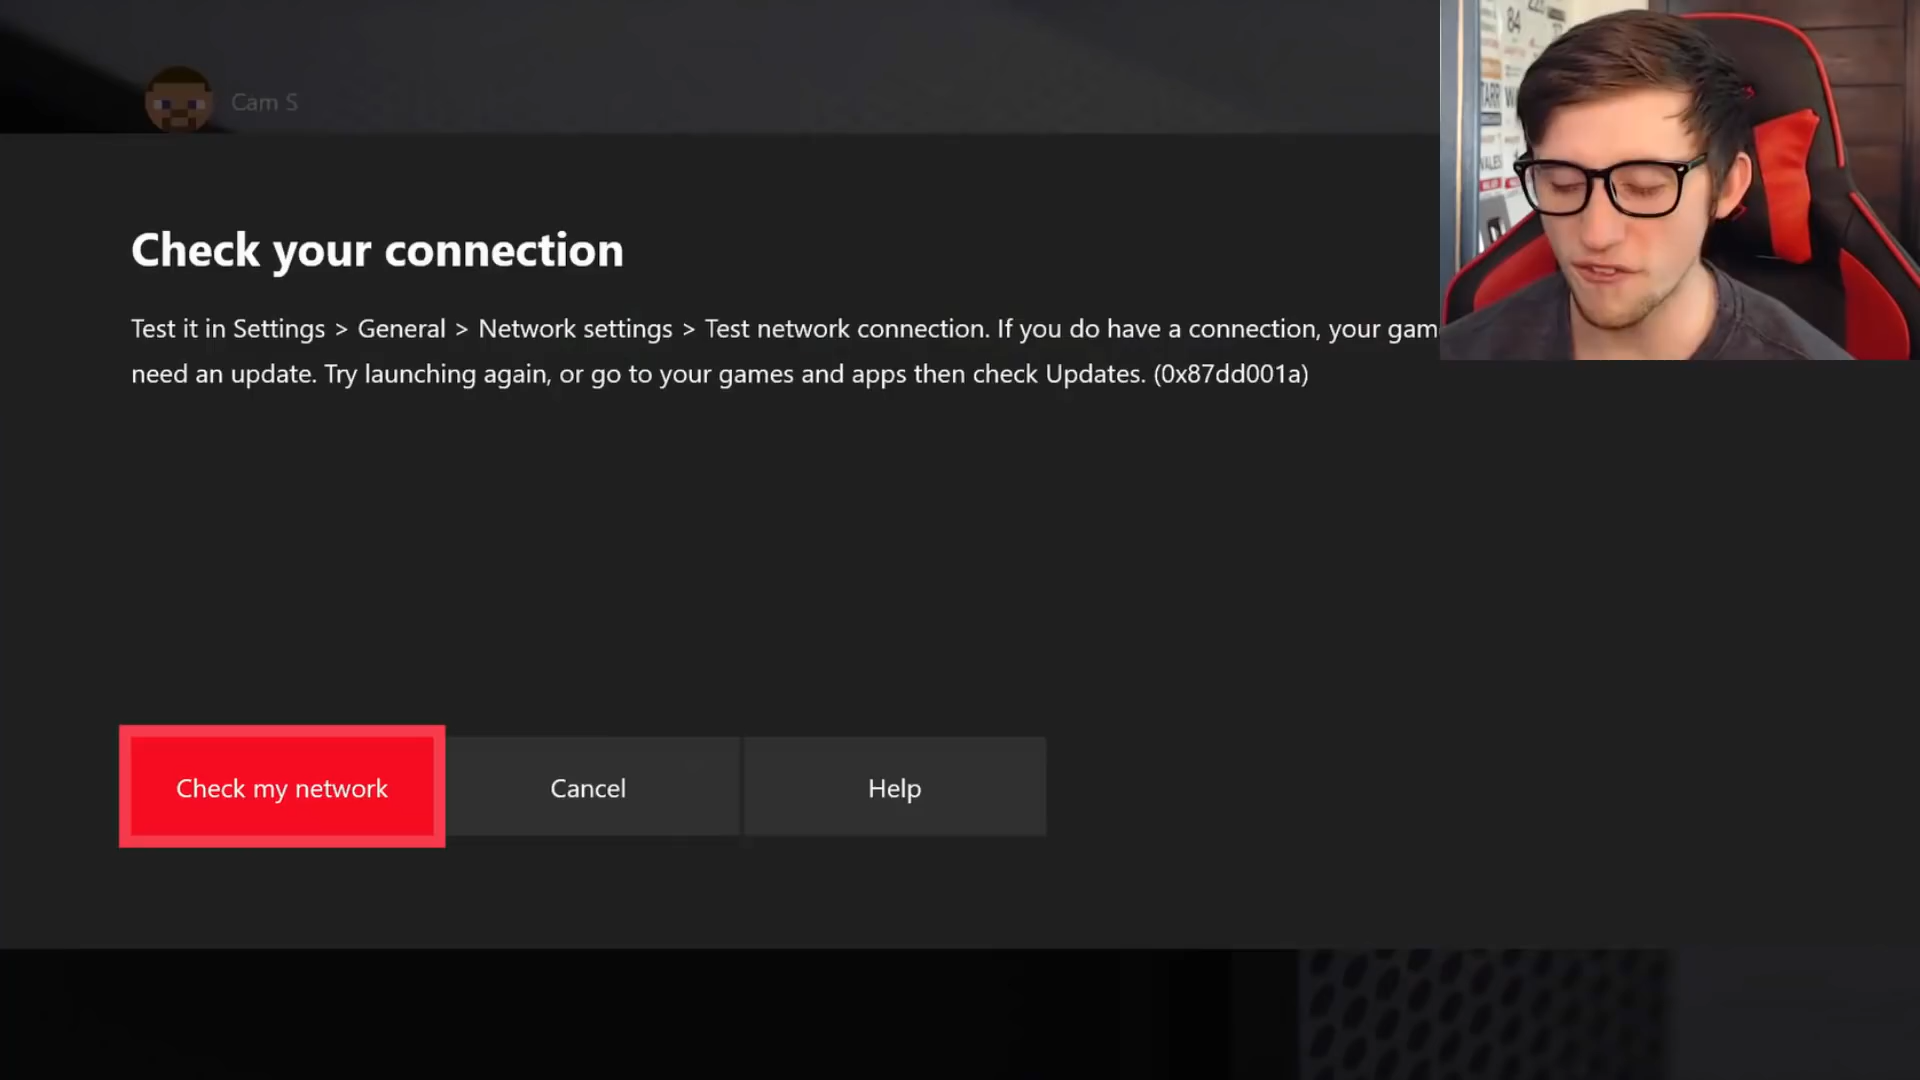 Cam S
Check your connection
Test it in Settings > General > Network settings > Test network connection. If you do have a connection, your
need an update. Try launching again, or go to your games and apps then check Updates. (0x87dd001a)
Check my network
Cancel
Help
84